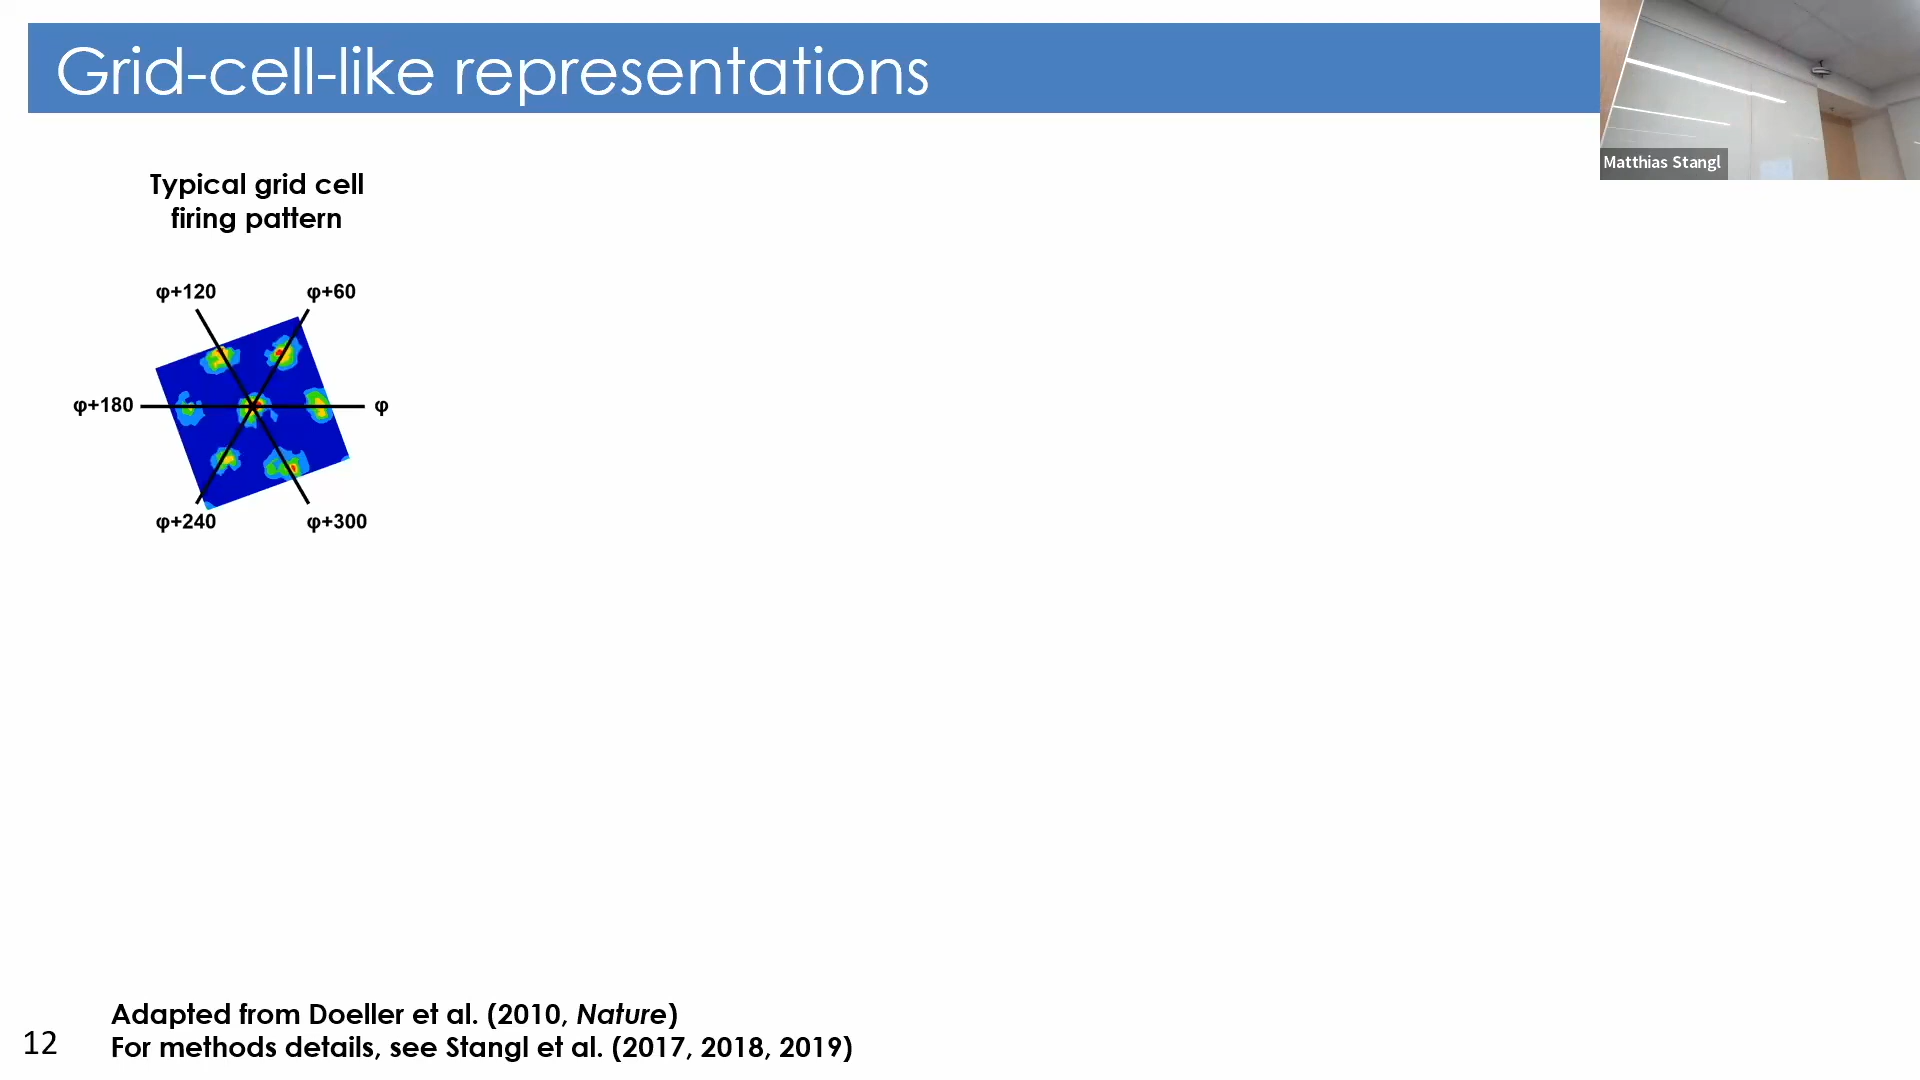 Grid-cell-like representations
Matthias Stangl
Typical grid cell
firing pattern
φ+120
φ+60
φ+180
φ
φ+240
φ+300
Adapted from Doeller et al. (2010, Nature)
12
For methods details, see Stangl et al. (2017, 2018, 2019)